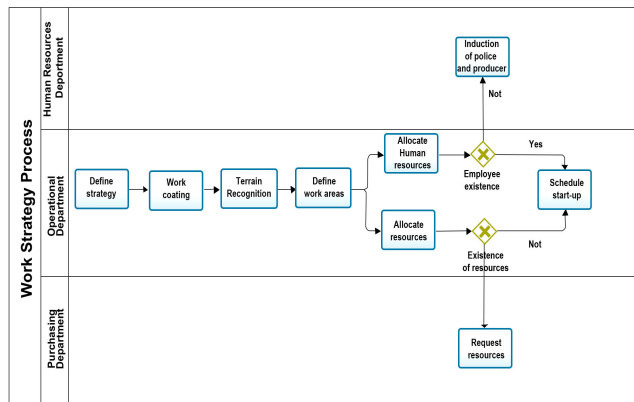 Work Strategy Process
Human Resources
Deportment
Induction
of police
and producer
Not
Operational
Department
Define
strategy
Work
coating
Terrain
Recognition
Define
work areas
Allocate
Human
resources
Employee
existence
Yes
Schedule
start-up
Allocate
resources
Existence
of resources
Not
Purchasing
Department
Request
resources